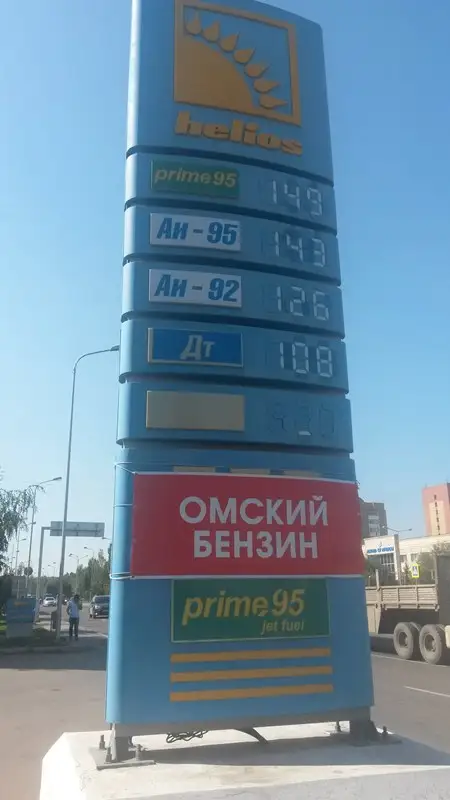 helios
prime95 149
Аи-95 143
Аи-92 126
Дт 108
ОМСКИЙ
БЕНЗИН
prime95
jet fuel